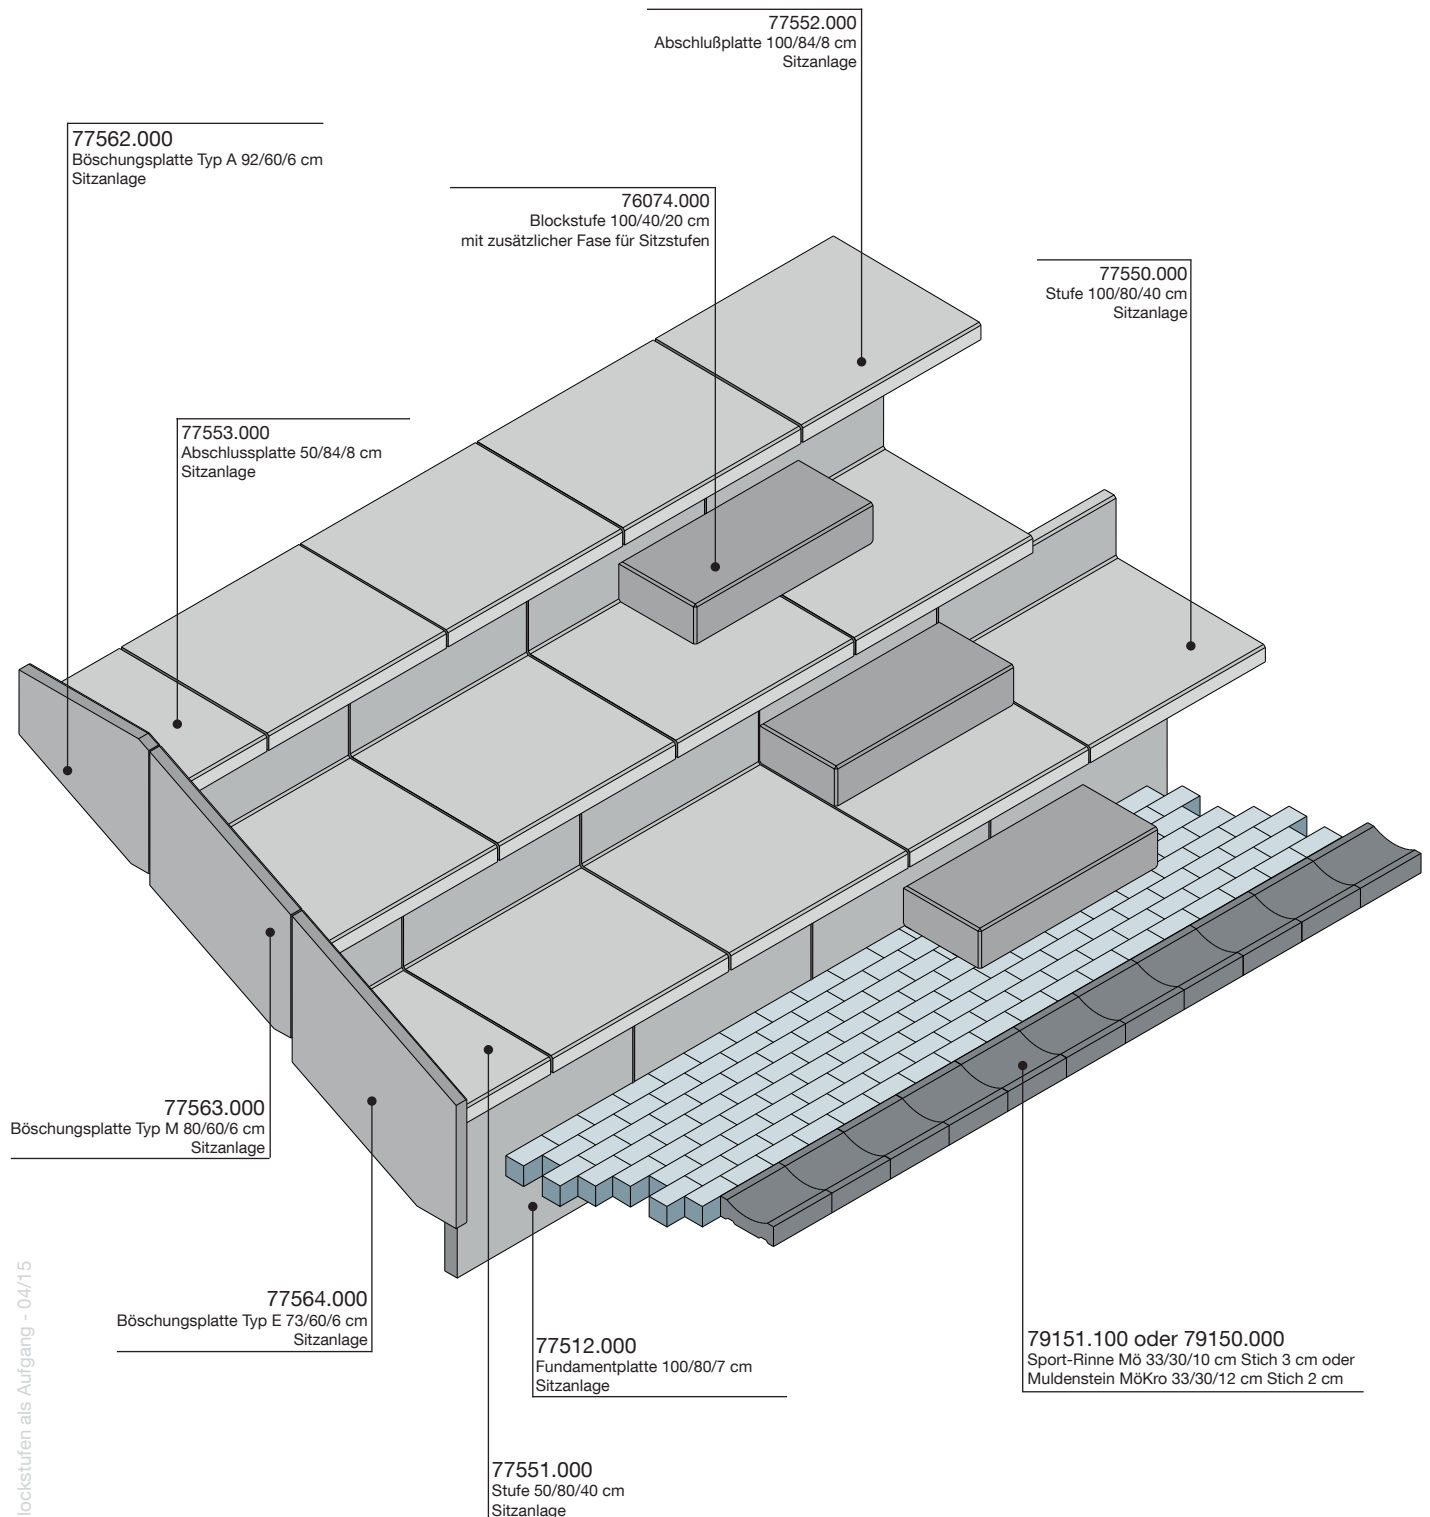 77552.000
Abschlußplatte 100/84/8 cm
Sitzanlage
77562.000
Böschungsplatte Typ A 92/60/6 cm
Sitzanlage
76074.000
Blockstufe 100/40/20 cm
mit zusätzlicher Fase für Sitzstufen
77550.000
Stufe 100/80/40 cm
Sitzanlage
77553.000
Abschlussplatte 50/84/8 cm
Sitzanlage
77563.000
Böschungsplatte Typ M 80/60/6 cm
Sitzanlage
77564.000
Böschungsplatte Typ E 73/60/6 cm
Sitzanlage
77512.000
Fundamentplatte 100/80/7 cm
Sitzanlage
79151.100 oder 79150.000
Sport-Rinne Mö 33/30/10 cm Stich 3 cm oder
Muldenstein MöKro 33/30/12 cm Stich 2 cm
77551.000
Stufe 50/80/40 cm
Sitzanlage
lockstufen als Aufgang - 04/15